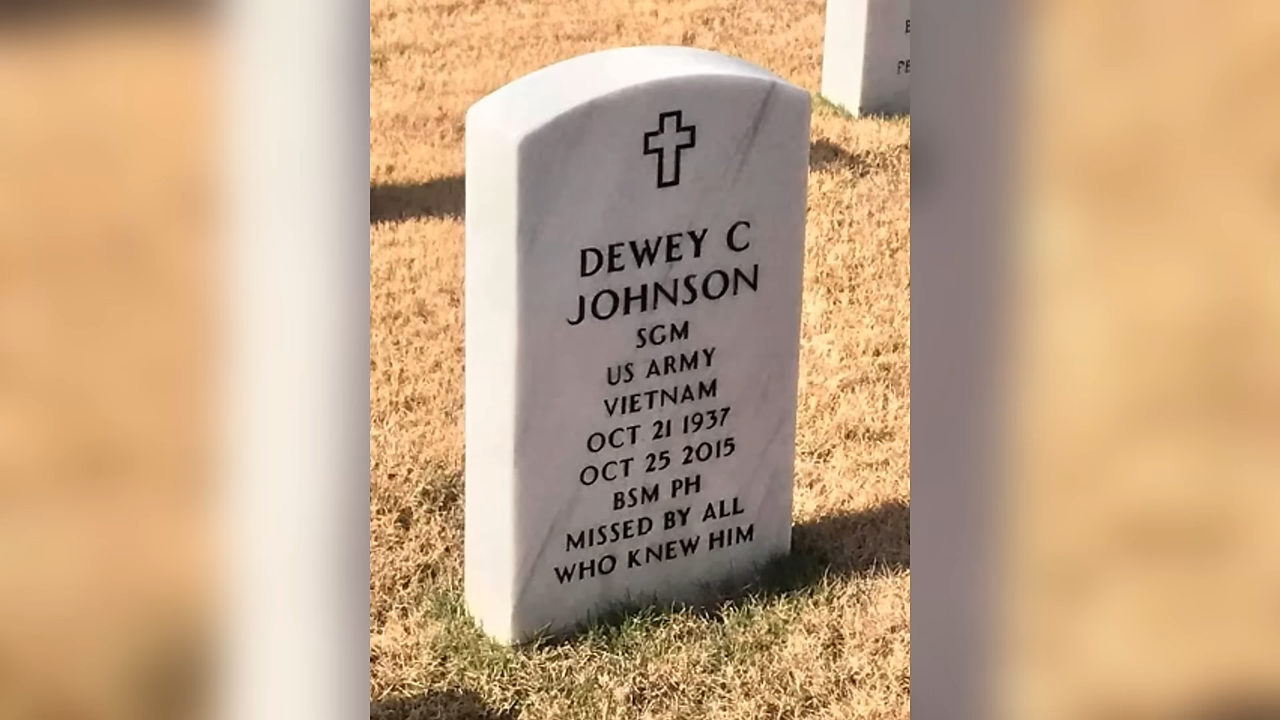 DEWEY C
JOHNSON
SGM
US ARMY
VIETNAM
OCT 21 1937
OCT 25 2015
BSM PH
MISSED BY ALL
WHO KNEW HIM